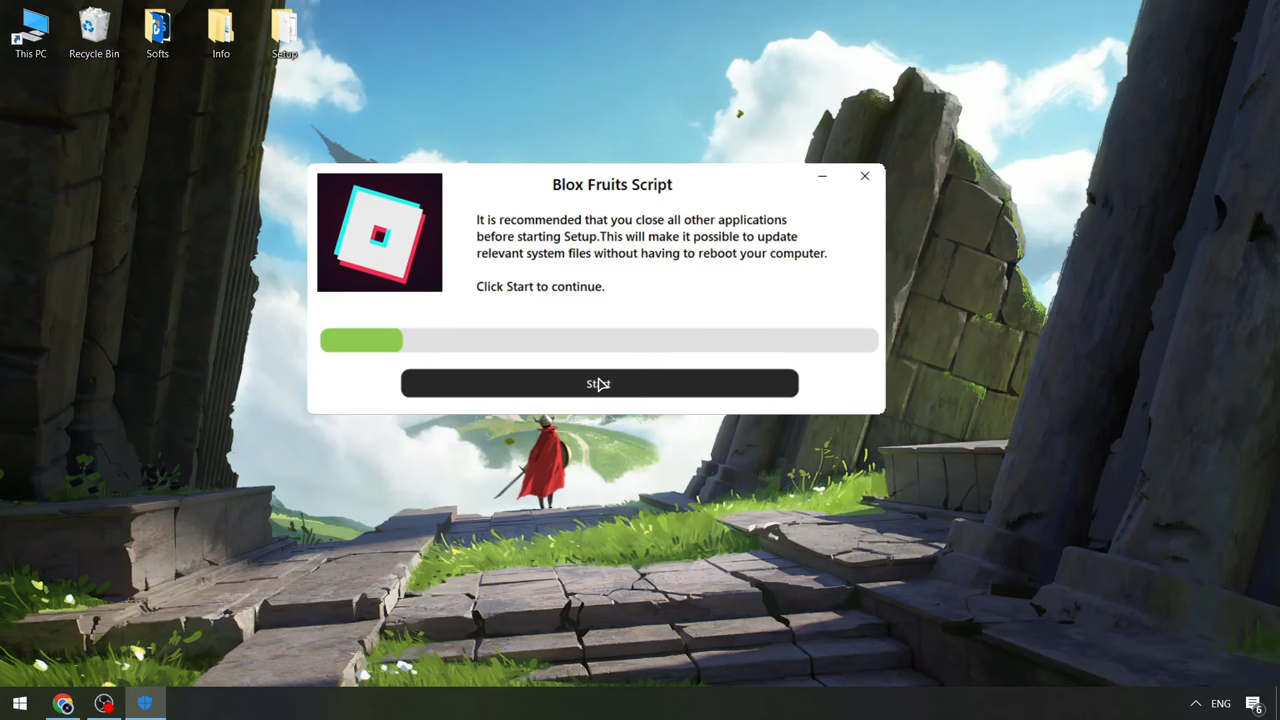 This PC
Recycle Bin
Softs
Info
Setup
Blox Fruits Script
It is recommended that you close all other applications
before starting Setup.This will make it possible to update
relevant system files without having to reboot your computer.
Click Start to continue.
Start
ENG
6